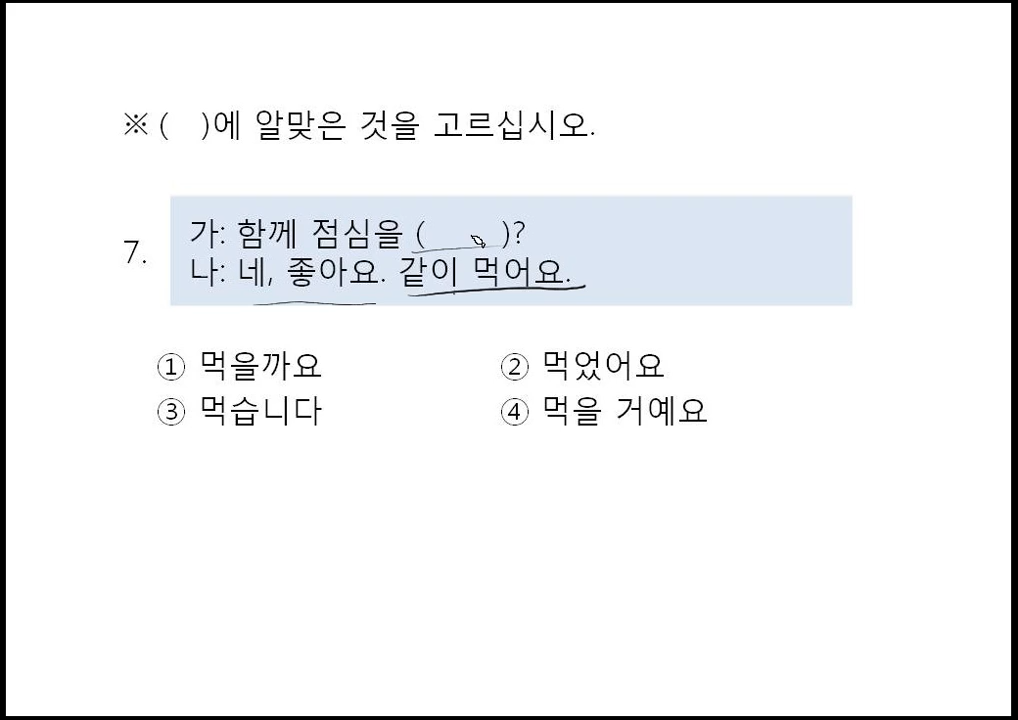 ※ (   )에 알맞은 것을 고르십시오.
7.
가: 함께 점심을 (      )?
나: 네, 좋아요. 같이 먹어요.
① 먹을까요 ② 먹었어요
③ 먹습니다 ④ 먹을 거예요